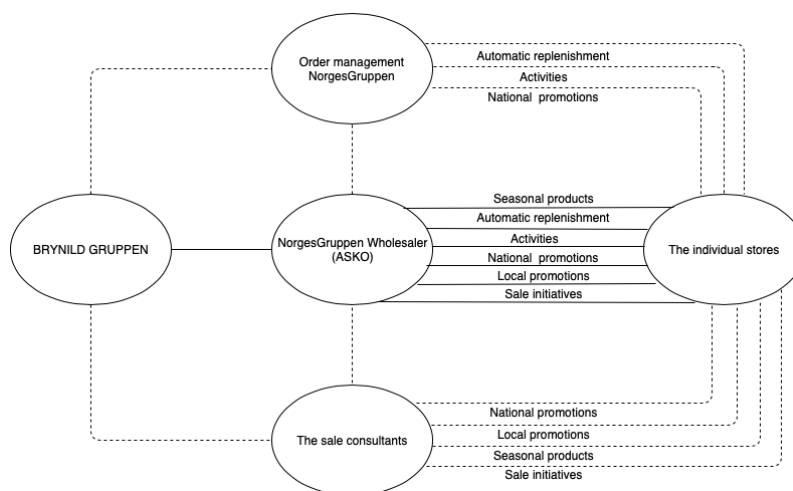 Order management
NorgesGruppen
Automatic replenishment
Activities
National promotions
BRYNILD GRUPPEN
NorgesGruppen Wholesaler
(ASKO)
Seasonal products
Automatic replenishment
Activities
National promotions
Local promotions
Sale initiatives
The individual stores
The sale consultants
National promotions
Local promotions
Seasonal products
Sale initiatives